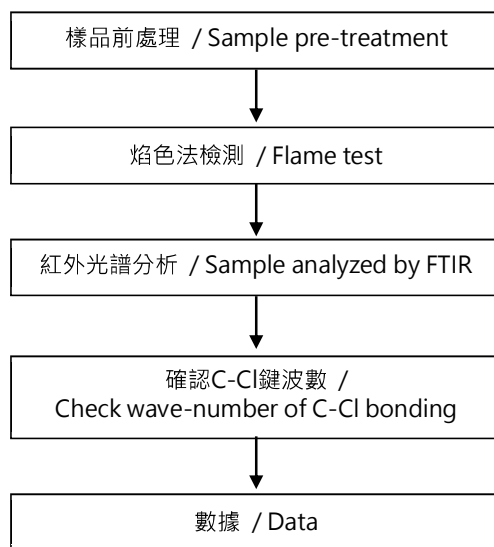 樣品前處理 / Sample pre-treatment
焰色法檢測 / Flame test
紅外光譜分析 / Sample analyzed by FTIR
確認C-Cl鍵波數 /
Check wave-number of C-Cl bonding
數據 / Data